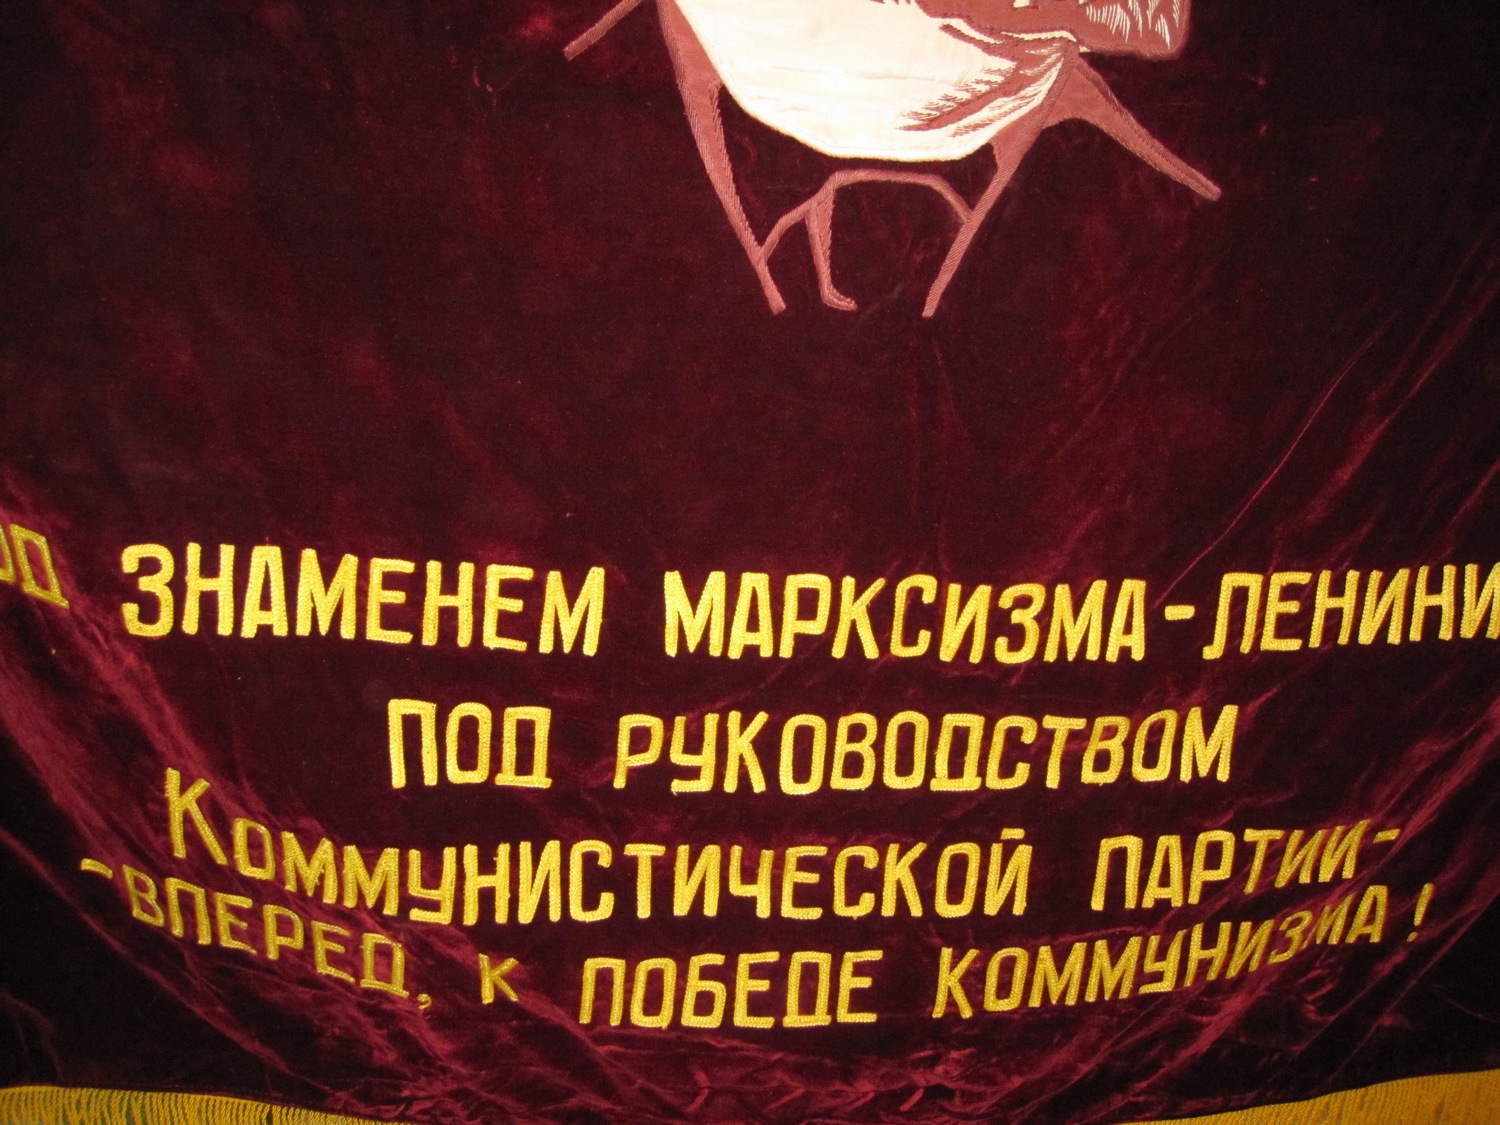 ОД ЗНАМЕНЕМ МАРКСИЗМА-ЛЕНИНИ
ПОД РУКОВОДСТВОМ
КОММУНИСТИЧЕСКОЙ ПАРТИИ-
-ВПЕРЕД, К ПОБЕДЕ КОММУНИЗМА!